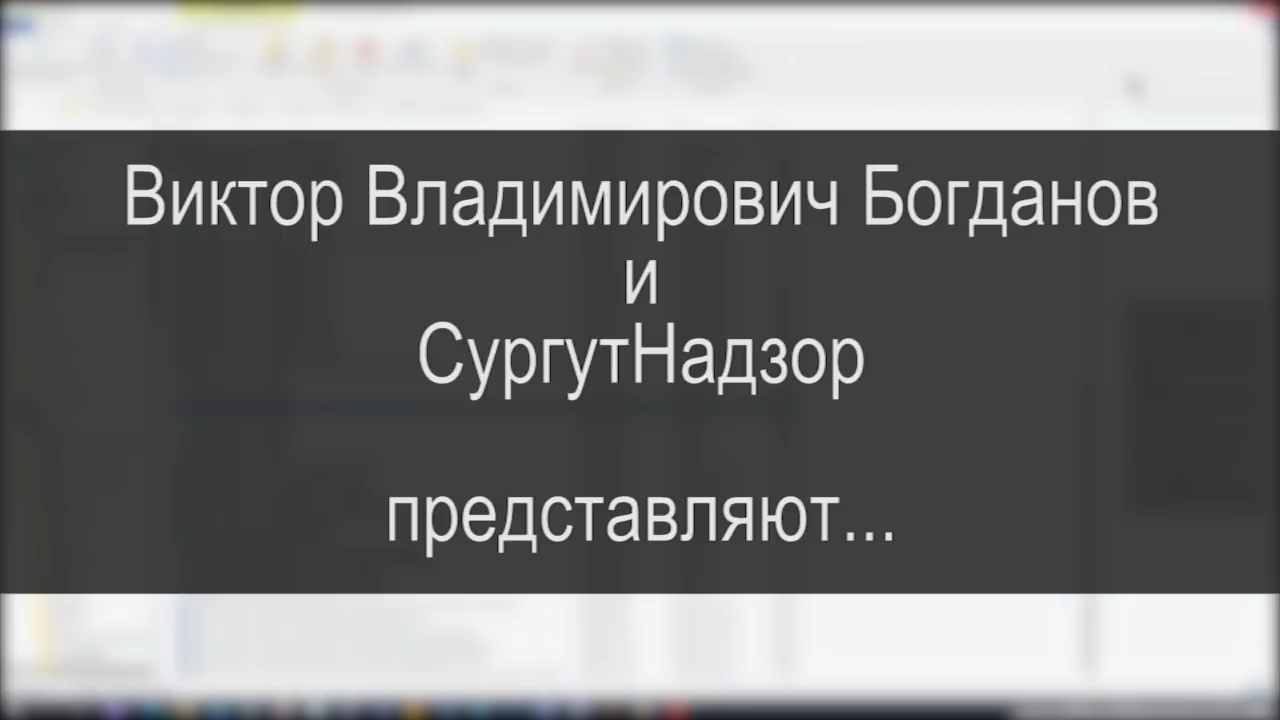 Виктор Владимирович Богданов
и
СургутНадзор
представляют...